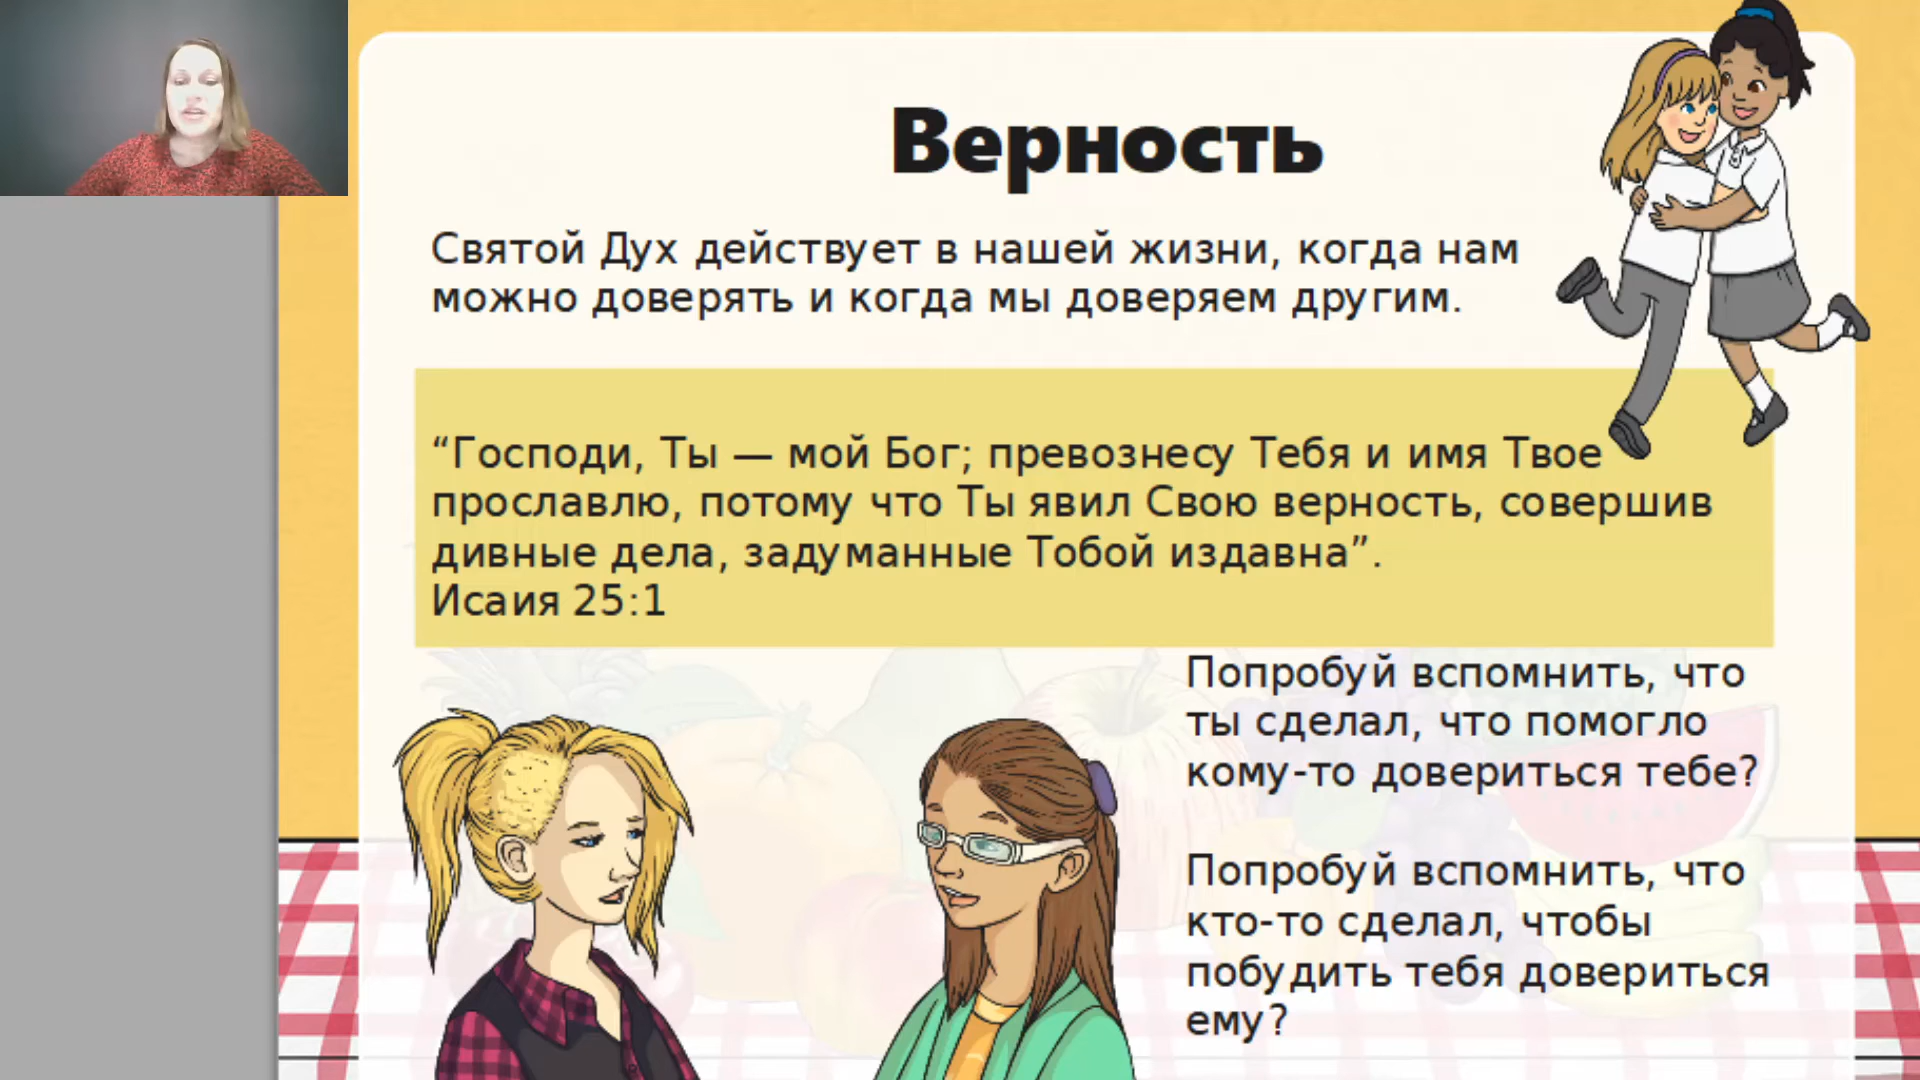 Верность
Святой Дух действует в нашей жизни, когда нам
можно доверять и когда мы доверяем другим.
“Господи, Ты — мой Бог; превознесу Тебя и имя Твое
прославлю, потому что Ты явил Свою верность, совершив
дивные дела, задуманные Тобой издавна”.
Исаия 25:1
Попробуй вспомнить, что
ты сделал, что помогло
кому-то довериться тебе?
Попробуй вспомнить, что
кто-то сделал, чтобы
побудить тебя довериться
ему?